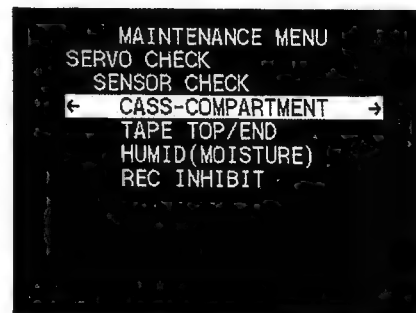 MAINTENANCE MENU
SERVO CHECK
SENSOR CHECK
← CASS-COMPARTMENT →
TAPE TOP/END
HUMID(MOISTURE)
REC INHIBIT